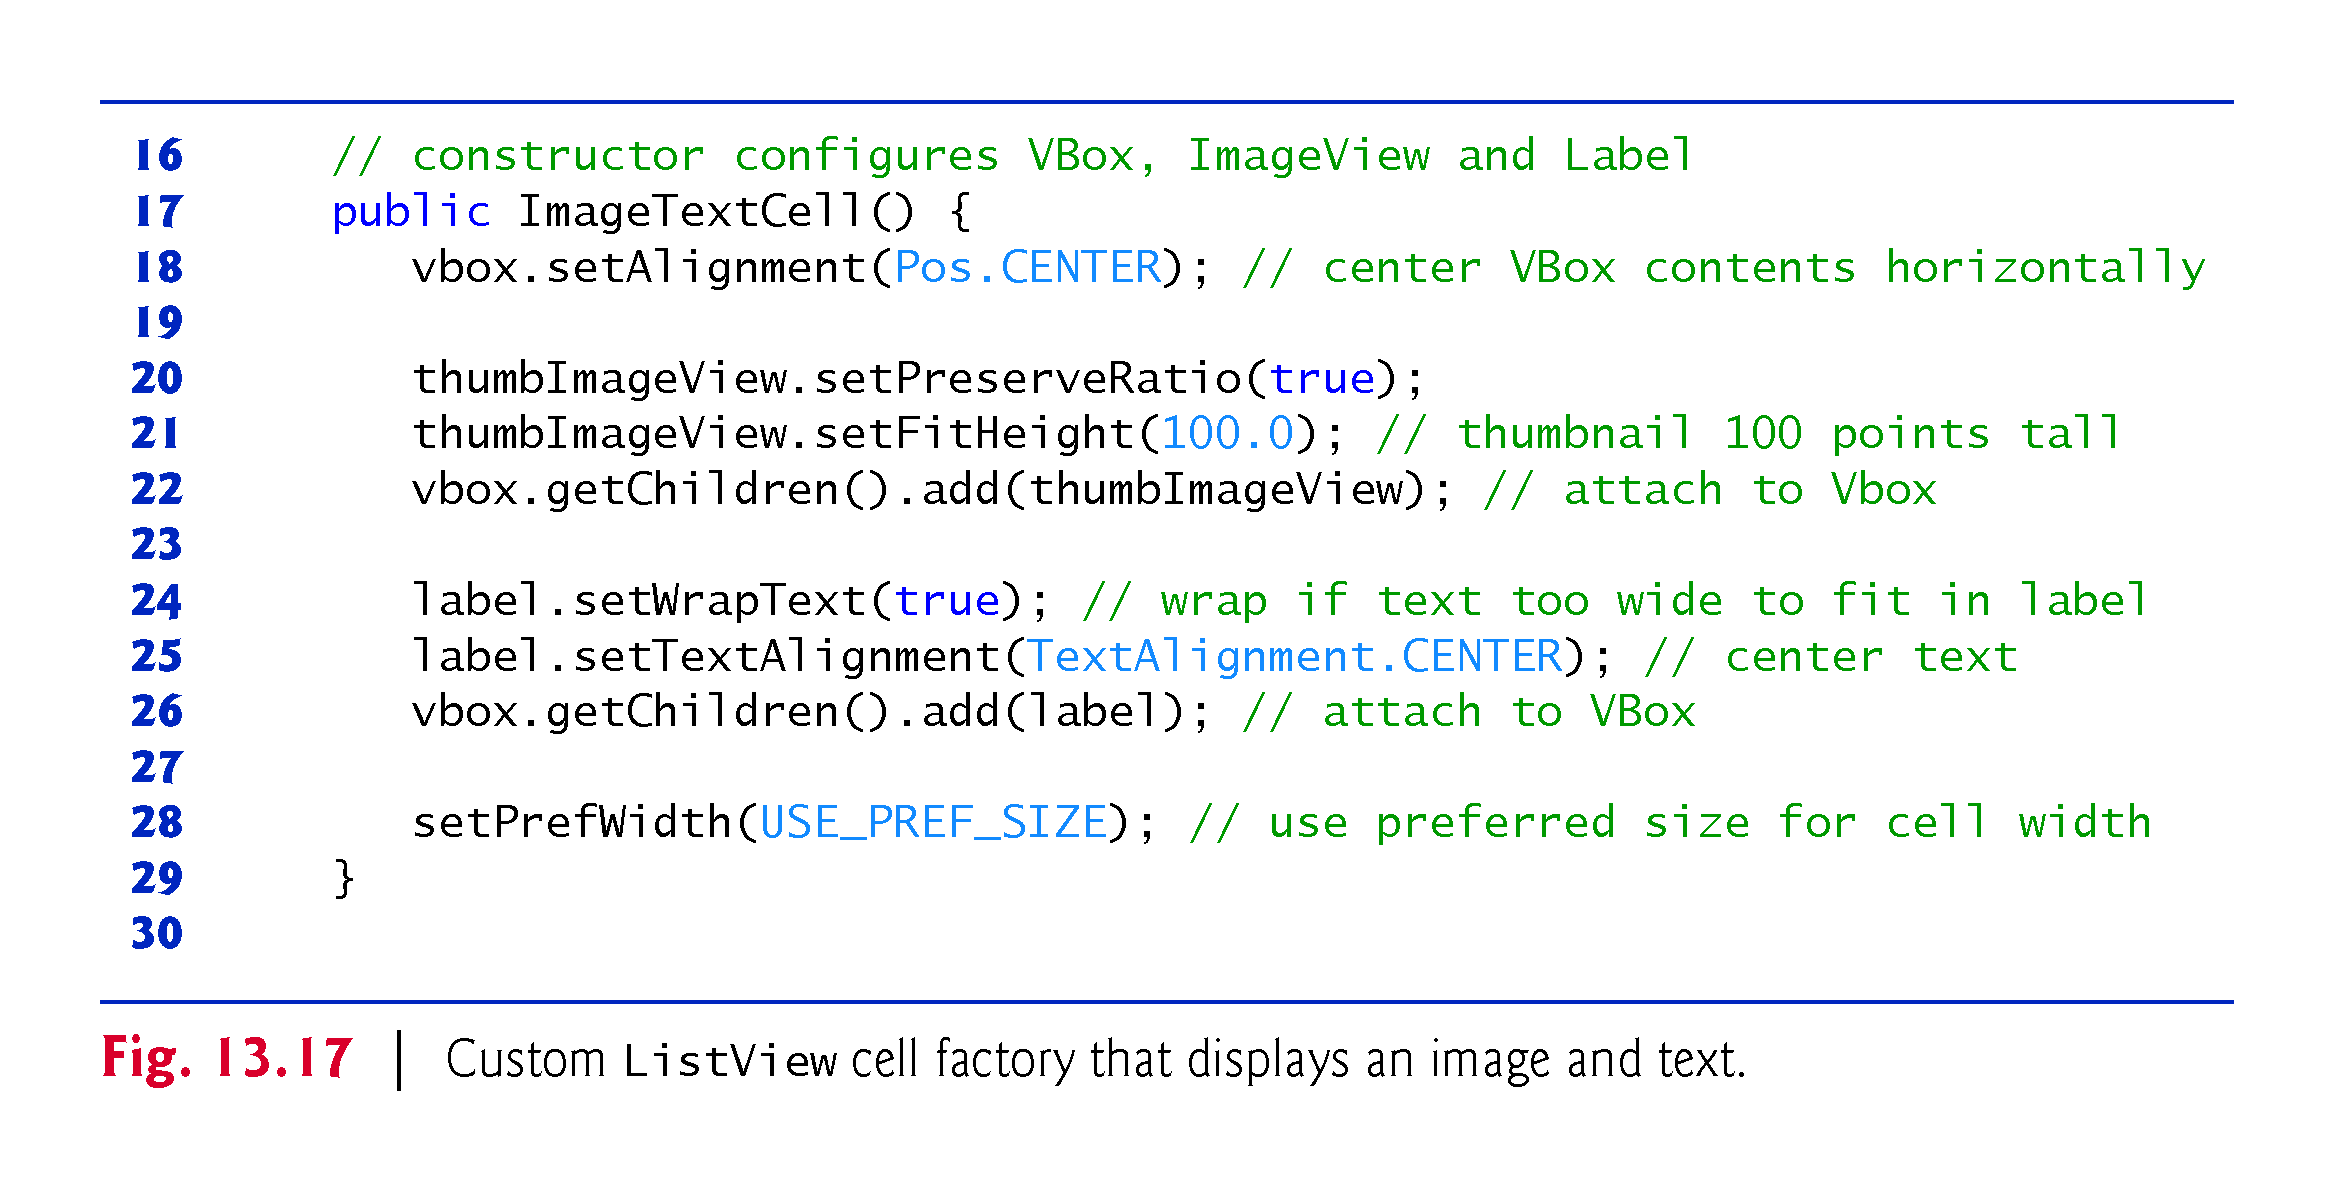 16 // constructor configures VBox, ImageView and Label
17 public ImageTextCell() {
18 vbox.setAlignment(Pos.CENTER); // center VBox contents horizontally
19
20 thumbImageView.setPreserveRatio(true);
21 thumbImageView.setFitHeight(100.0); // thumbnail 100 points tall
22 vbox.getChildren().add(thumbImageView); // attach to Vbox
23
24 label.setWrapText(true); // wrap if text too wide to fit in label
25 label.setTextAlignment(TextAlignment.CENTER); // center text
26 vbox.getChildren().add(label); // attach to VBox
27
28 setPrefWidth(USE_PREF_SIZE); // use preferred size for cell width
29 }
30
Fig. 13.17 | Custom ListView cell factory that displays an image and text.